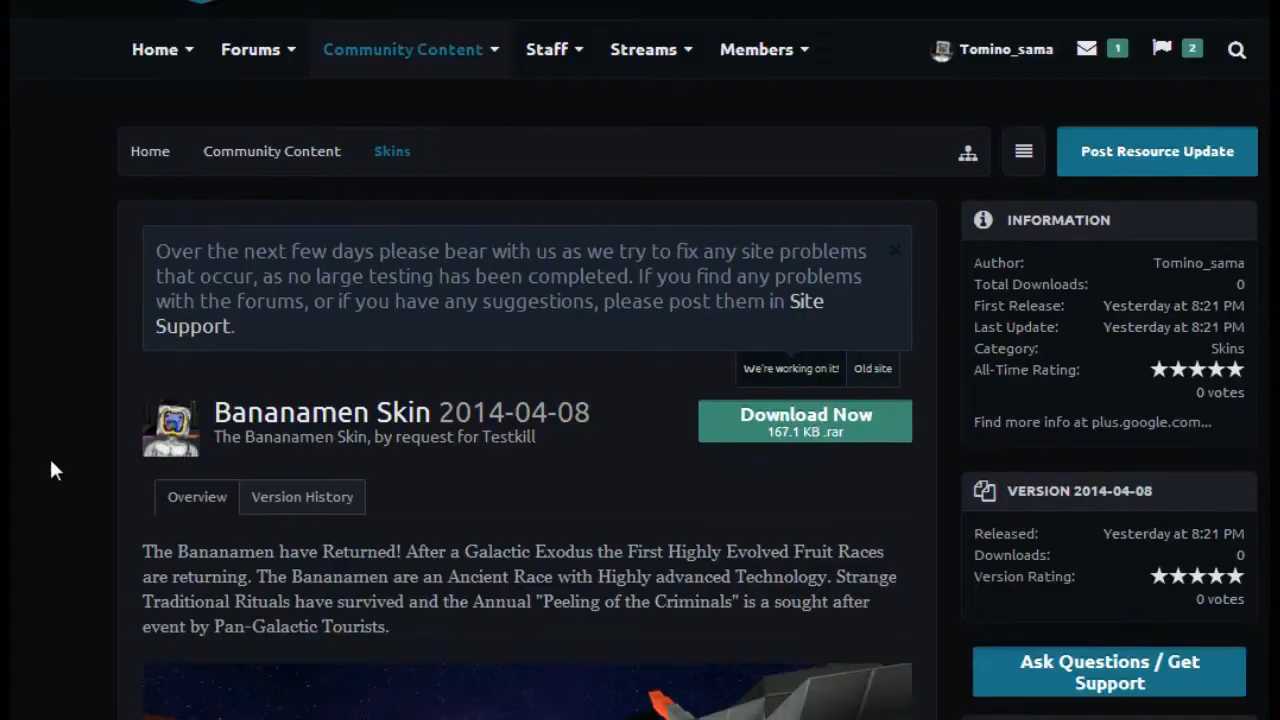 Home Forums Community Content Staff Streams Members Tomino_sama 1 2
Home Community Content Skins Post Resource Update
Over the next few days please bear with us as we try to fix any site problems
that occur, as no large testing has been completed. If you find any problems
with the forums, or if you have any suggestions, please post them in Site
Support.
We're working on it! Old site
Bananamen Skin 2014-04-08
The Bananamen Skin, by request for Testkill
Download Now
167.1 KB .rar
Overview Version History
The Bananamen have Returned! After a Galactic Exodus the First Highly Evolved Fruit Races
are returning. The Bananamen are an Ancient Race with Highly advanced Technology. Strange
Traditional Rituals have survived and the Annual "Peeling of the Criminals" is a sought after
event by Pan-Galactic Tourists.
INFORMATION
Author: Tomino_sama
Total Downloads: 0
First Release: Yesterday at 8:21 PM
Last Update: Yesterday at 8:21 PM
Category: Skins
All-Time Rating: ★★★★★
0 votes
Find more info at plus.google.com...
VERSION 2014-04-08
Released: Yesterday at 8:21 PM
Downloads: 0
Version Rating: ★★★★★
0 votes
Ask Questions / Get
Support